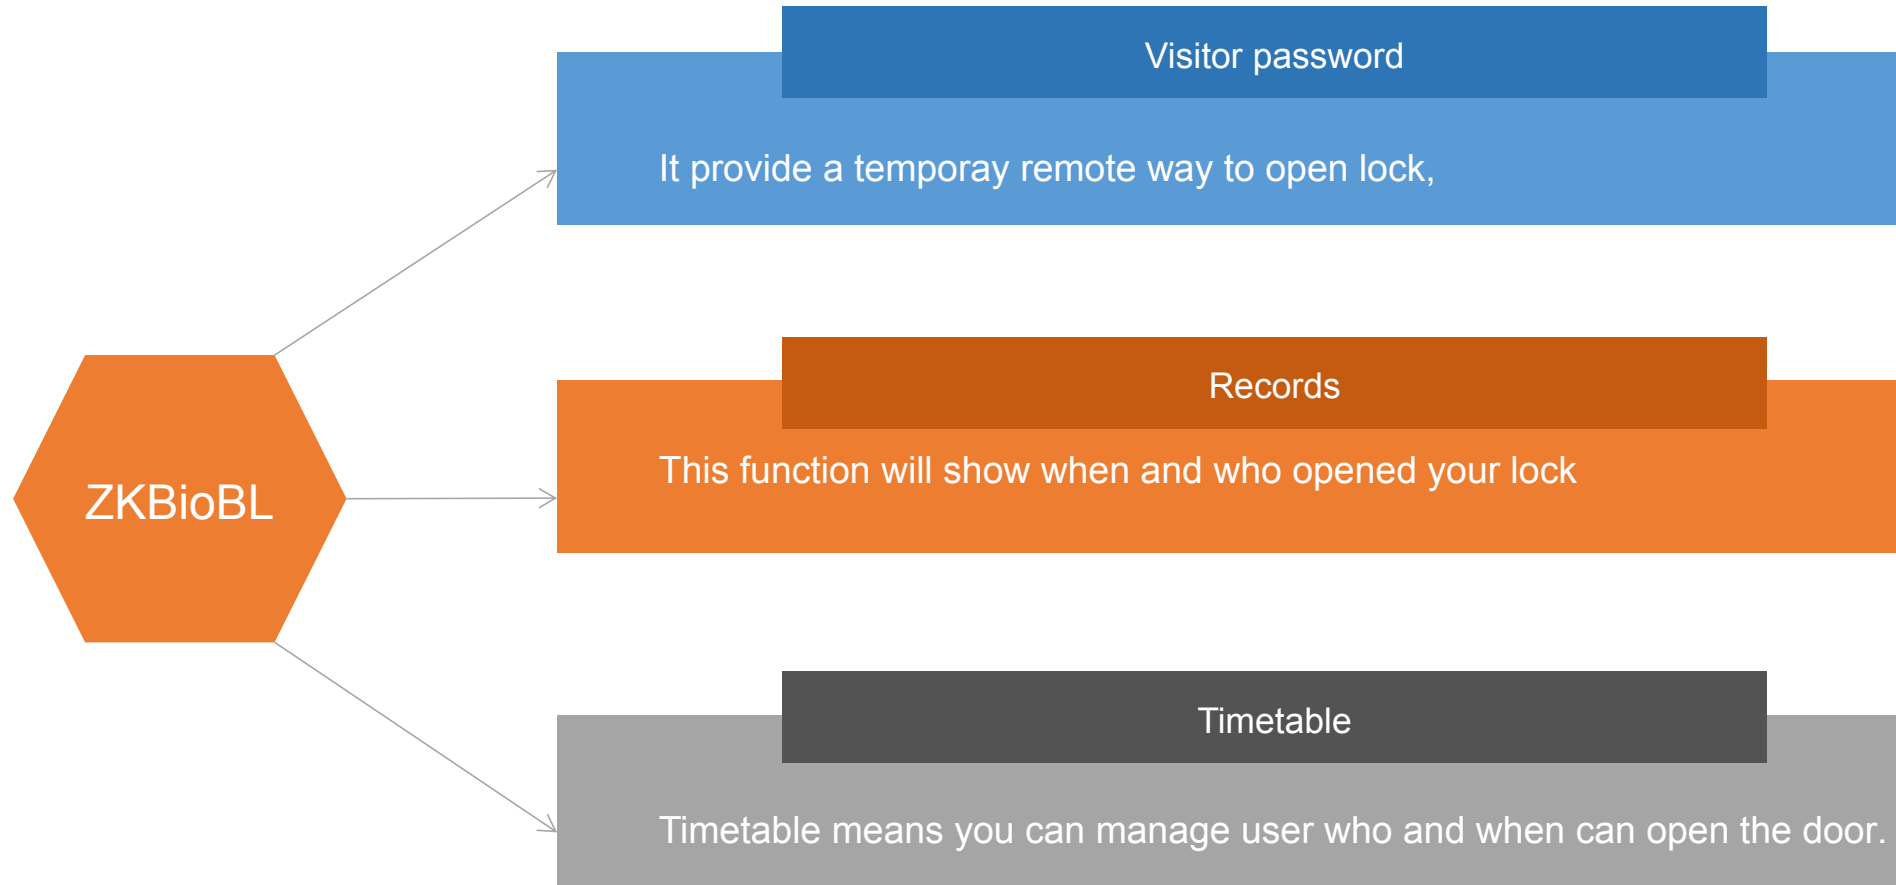 Visitor password
It provide a temporay remote way to open lock,
Records
This function will show when and who opened your lock
ZKBioBL
Timetable
Timetable means you can manage user who and when can open the door.